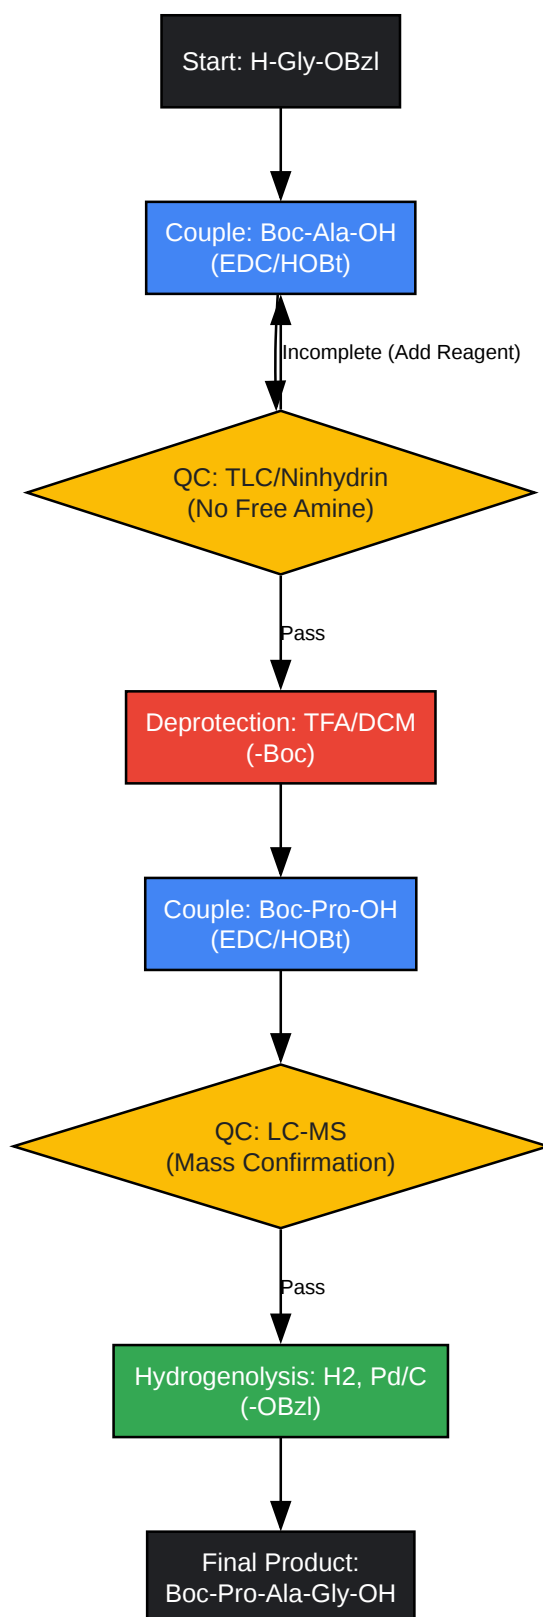 Start: H-Gly-OBzl
Couple: Boc-Ala-OH
(EDC/HOBt)
Incomplete (Add Reagent)
QC: TLC/Ninhydrin
(No Free Amine)
Pass
Deprotection: TFA/DCM
(-Boc)
Couple: Boc-Pro-OH
(EDC/HOBt)
QC: LC-MS
(Mass Confirmation)
Pass
Hydrogenolysis: H2, Pd/C
(-OBzl)
Final Product:
Boc-Pro-Ala-Gly-OH